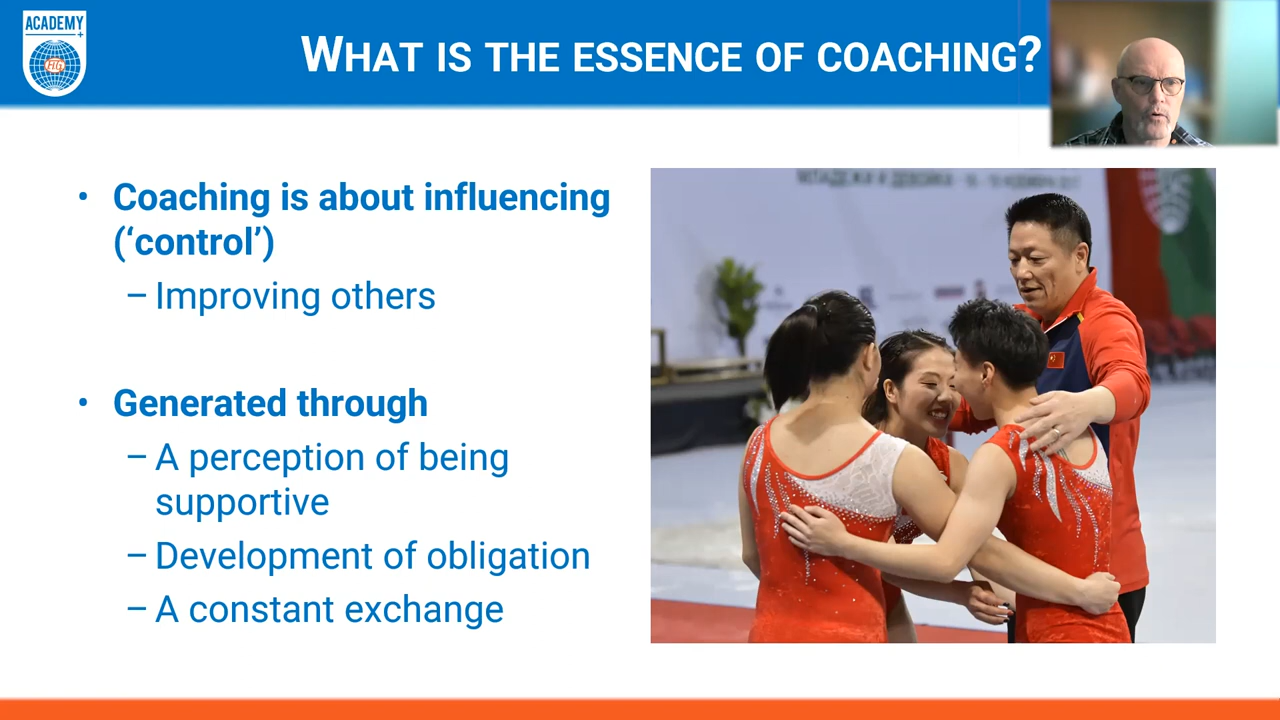 ACADEMY
+
FIG
WHAT IS THE ESSENCE OF COACHING?
• Coaching is about influencing
(‘control’)
– Improving others
• Generated through
– A perception of being
supportive
– Development of obligation
– A constant exchange